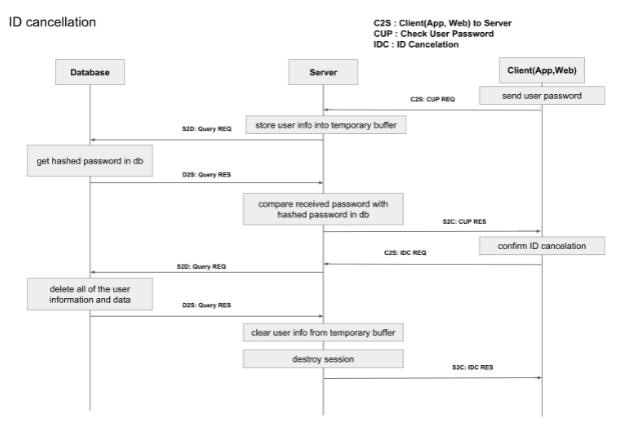 ID cancellation
C2S : Client(App, Web) to Server
CUP : Check User Password
IDC : ID Cancelation
Database
Server
Client(App,Web)
send user password
C2S: CUP REQ
store user info into temporary buffer
S2D: Query REQ
get hashed password in db
D2S: Query RES
compare received password with
hashed password in db
S2C: CUP RES
confirm ID cancelation
C2S: IDC REQ
S2D: Query REQ
delete all of the user
information and data
D2S: Query RES
clear user info from temporary buffer
destroy session
S2C: IDC RES